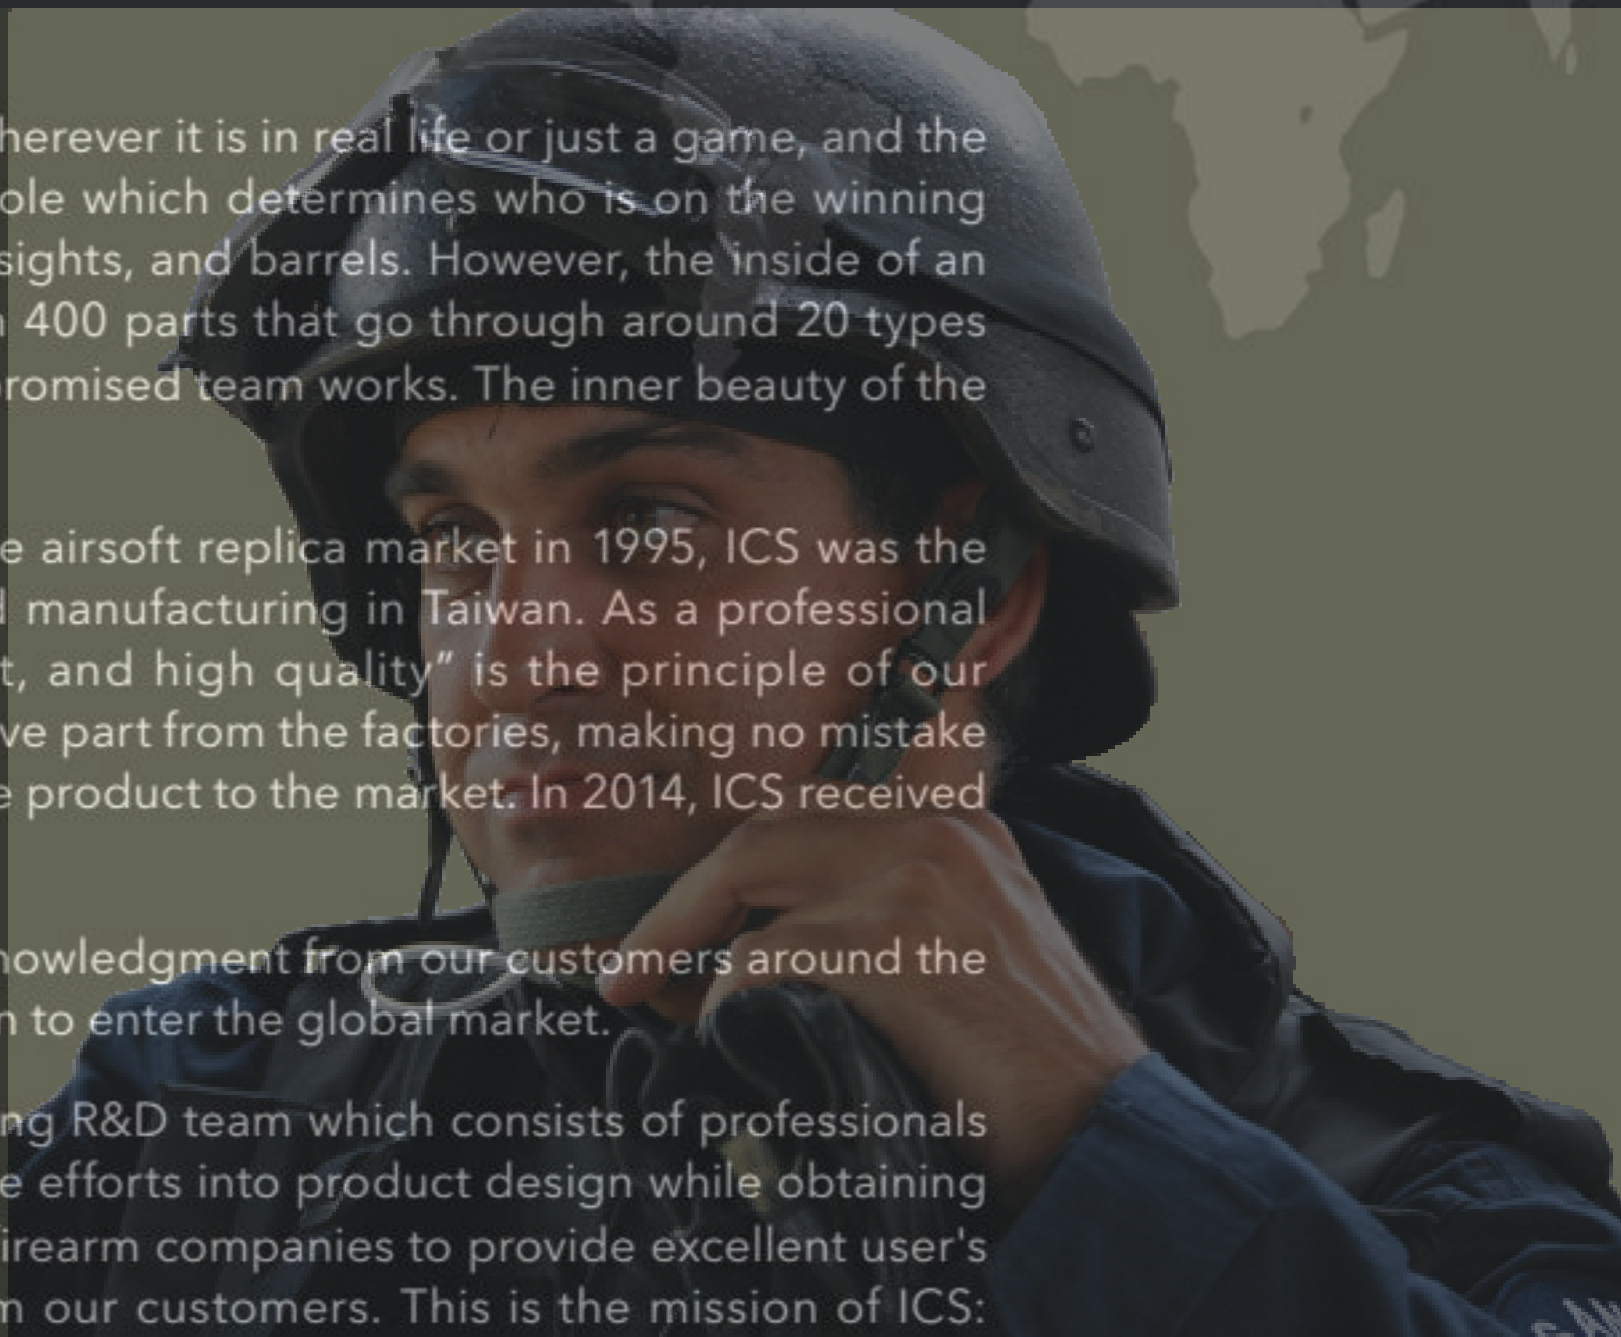 herever it is in real life or just a game, and the
ole which determines who is on the winning
sights, and barrels. However, the inside of an
400 parts that go through around 20 types
promised team works. The inner beauty of the
e airsoft replica market in 1995, ICS was the
d manufacturing in Taiwan. As a professional
t, and high quality” is the principle of our
ve part from the factories, making no mistake
e product to the market. In 2014, ICS received
nowledgment from our customers around the
n to enter the global market.
ng R&D team which consists of professionals
e efforts into product design while obtaining
irearm companies to provide excellent user's
m our customers. This is the mission of ICS: